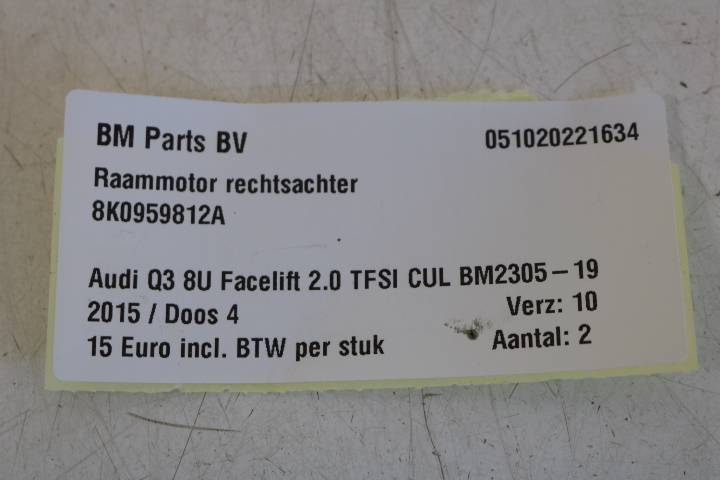 BM Parts BV 051020221634
Raammotor rechtsachter
8K0959812A
Audi Q3 8U Facelift 2.0 TFSI CUL BM2305-19
2015 / Doos 4 Verz: 10
15 Euro incl. BTW per stuk Aantal: 2